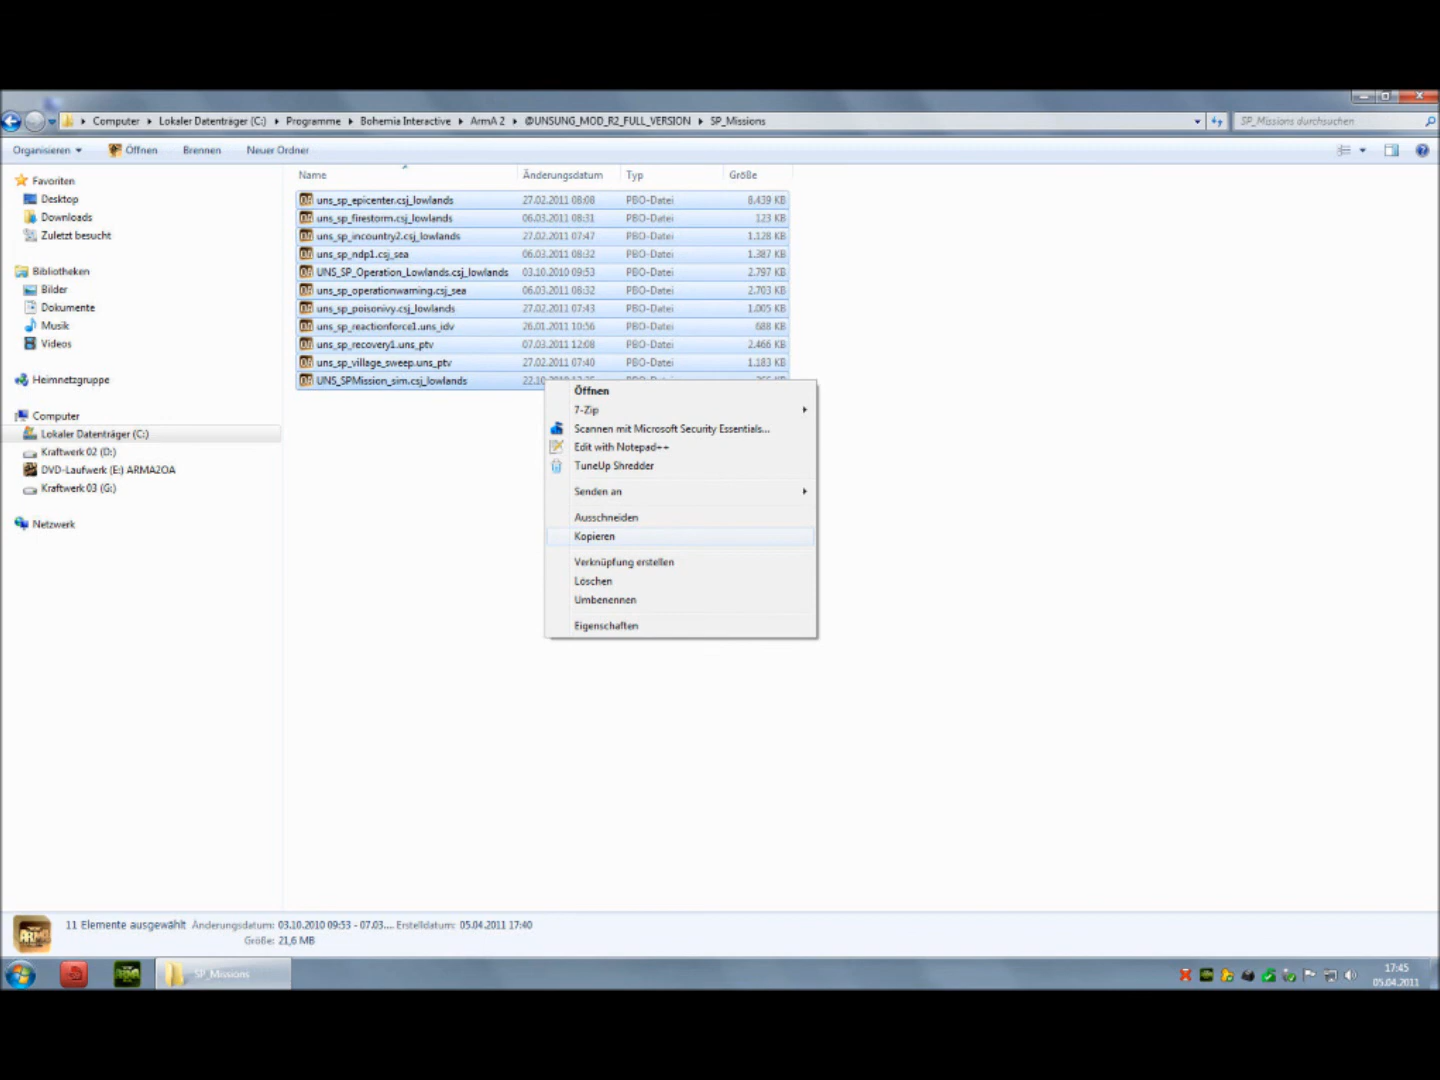 Computer ▸ Lokaler Datenträger (C:) ▸ Programme ▸ Bohemia Interactive ▸ ArmA 2 ▸ @UNSUNG_MOD_R2_FULL_VERSION ▸ SP_Missions
SP_Missions durchsuchen
Organisieren Öffnen Brennen Neuer Ordner
Name Änderungsdatum Typ Größe
Favoriten
Desktop
Downloads
Zuletzt besucht
Bibliotheken
Bilder
Dokumente
Musik
Videos
Heimnetzgruppe
Computer
Lokaler Datenträger (C:)
Kraftwerk 02 (D:)
DVD-Laufwerk (E:) ARMA2OA
Kraftwerk 03 (G:)
Netzwerk
uns_sp_epicenter.csj_lowlands 27.02.2011 08:08 PBO-Datei 8.439 KB
uns_sp_firestorm.csj_lowlands 06.03.2011 08:31 PBO-Datei 123 KB
uns_sp_incountry2.csj_lowlands 27.02.2011 07:47 PBO-Datei 1.128 KB
uns_sp_ndp1.csj_sea 06.03.2011 08:32 PBO-Datei 1.387 KB
UNS_SP_Operation_Lowlands.csj_lowlands 03.10.2010 09:53 PBO-Datei 2.797 KB
uns_sp_operationwarning.csj_sea 06.03.2011 08:32 PBO-Datei 2.703 KB
uns_sp_poisonivy.csj_lowlands 27.02.2011 07:43 PBO-Datei 1.005 KB
uns_sp_reactionforce1.uns_idv 26.01.2011 10:56 PBO-Datei 688 KB
uns_sp_recovery1.uns_ptv 07.03.2011 12:08 PBO-Datei 2.466 KB
uns_sp_village_sweep.uns_ptv 27.02.2011 07:40 PBO-Datei 1.183 KB
UNS_SPMission_sim.csj_lowlands 22.10
Öffnen
7-Zip
Scannen mit Microsoft Security Essentials...
Edit with Notepad++
TuneUp Shredder
Senden an
Ausschneiden
Kopieren
Verknüpfung erstellen
Löschen
Umbenennen
Eigenschaften
11 Elemente ausgewählt Änderungsdatum: 03.10.2010 09:53 - 07.03.... Erstelldatum: 05.04.2011 17:40
Größe: 21,6 MB
SP_Missions
17:45
05.04.2011